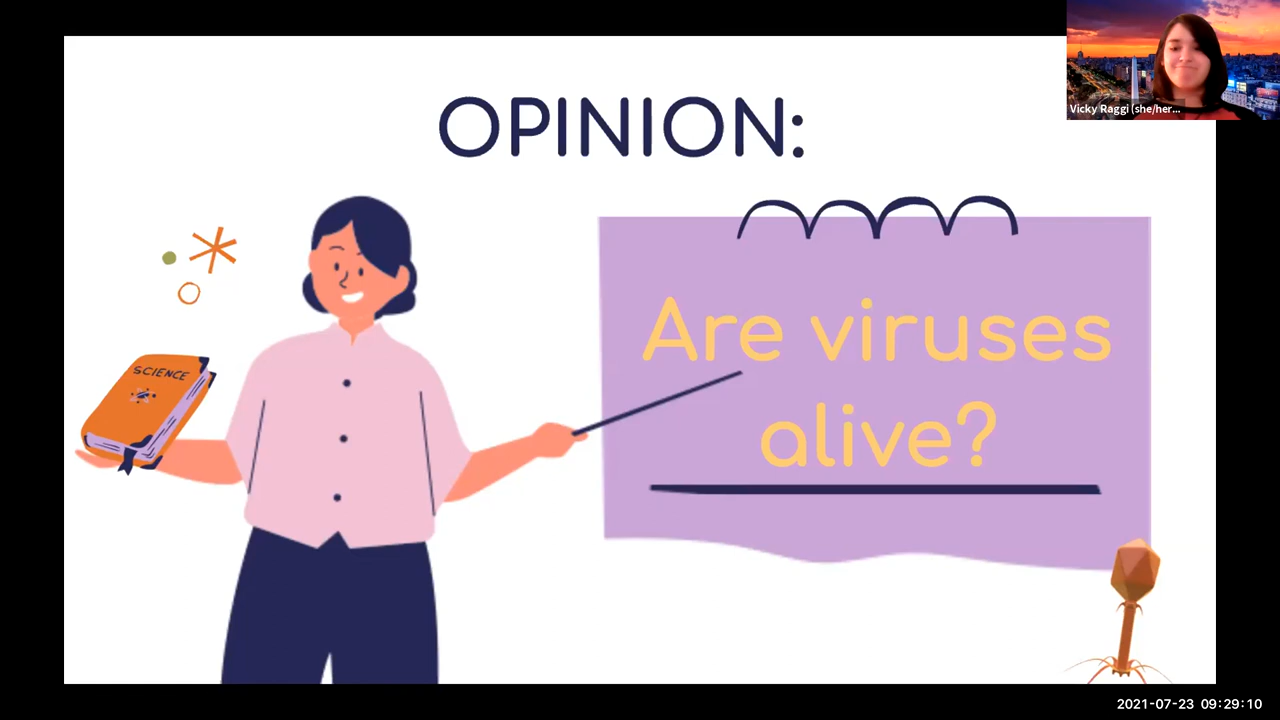 OPINION:
Vicky Raggi (she/her...
SCIENCE
Are viruses
alive?
2021-07-23 09:29:10